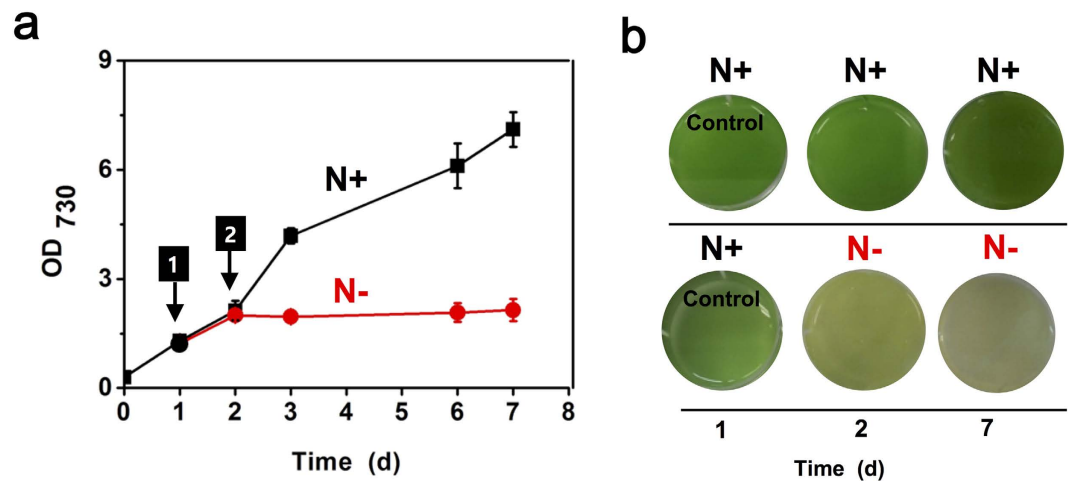 a
9
6
3
0
OD 730
1
2
N+
N-
0 1 2 3 4 5 6 7 8
Time (d)
b
N+ N+ N+
Control
N+ N- N-
Control
1 2 7
Time (d)